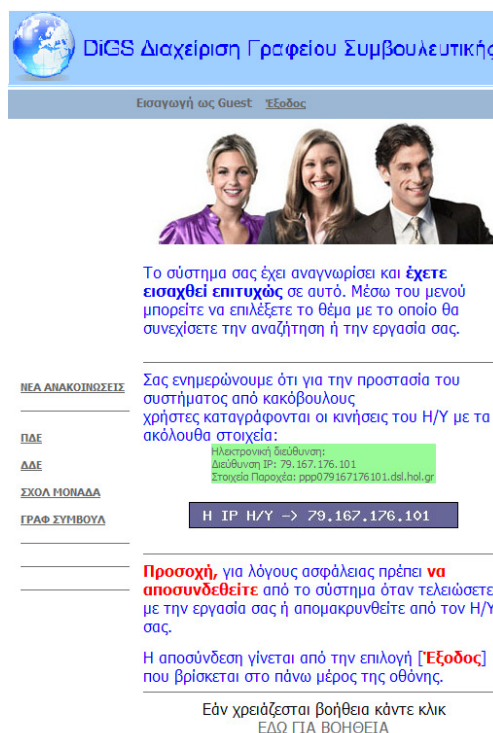 DiGS Διαχείριση Γραφείου Συμβουλευτικής
Εισαγωγή ως Guest Έξοδος
Το σύστημα σας έχει αναγνωρίσει και έχετε
εισαχθεί επιτυχώς σε αυτό. Μέσω του μενού
μπορείτε να επιλέξετε το θέμα με το οποίο θα
συνεχίσετε την αναζήτηση ή την εργασία σας.
ΝΕΑ ΑΝΑΚΟΙΝΩΣΕΙΣ
ΠΔΕ
ΔΔΕ
ΣΧΟΛ ΜΟΝΑΔΑ
ΓΡΑΦ ΣΥΜΒΟΥΛ
Σας ενημερώνουμε ότι για την προστασία του
συστήματος από κακόβουλους
χρήστες καταγράφονται οι κινήσεις του Η/Υ με τα
ακόλουθα στοιχεία:
Ηλεκτρονική διεύθυνση:
Διεύθυνση IP: 79.167.176.101
Στοιχεία Παροχέα: ppp079167176101.dsl.hol.gr
Η IP Η/Υ -> 79.167.176.101
Προσοχή, για λόγους ασφάλειας πρέπει να
αποσυνδεθείτε από το σύστημα όταν τελειώσετε
με την εργασία σας ή απομακρυνθείτε από τον Η/Υ
σας.
Η αποσύνδεση γίνεται από την επιλογή [Έξοδος]
που βρίσκεται στο πάνω μέρος της οθόνης.
Εάν χρειάζεσται βοήθεια κάντε κλικ
ΕΔΩ ΓΙΑ ΒΟΗΘΕΙΑ